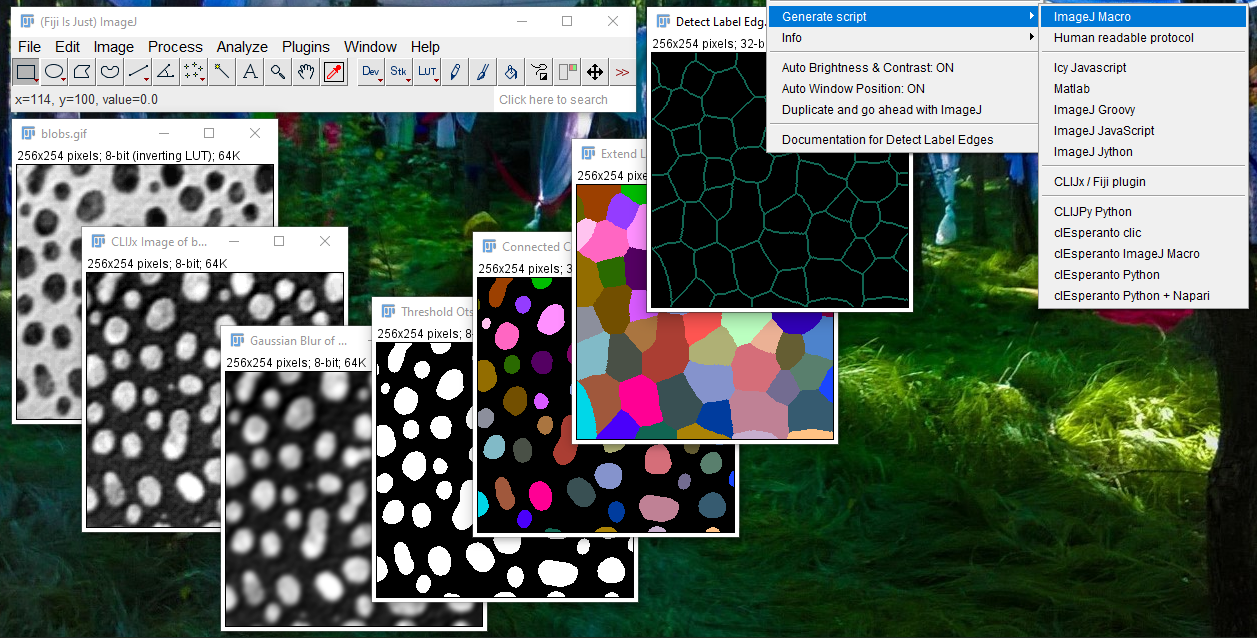 (Fiji Is Just) ImageJ
File Edit Image Process Analyze Plugins Window Help
Dev. Stk LUT
x=114, y=100, value=0.0
Click here to search
blobs.gif
256x254 pixels; 8-bit (inverting LUT); 64K
CLIJx Image of b...
256x254 pixels; 8-bit; 64K
Gaussian Blur of ...
256x254 pixels; 8-bit; 64K
Threshold Ots
256x254 pixels; 8-
Connected C
256x254 pixels; 3
Extend L
256x254 pixels;
Detect Label Edg.
256x254 pixels; 32-b
Generate script
Info
Auto Brightness & Contrast: ON
Auto Window Position: ON
Duplicate and go ahead with ImageJ
Documentation for Detect Label Edges
ImageJ Macro
Human readable protocol
Icy Javascript
Matlab
ImageJ Groovy
ImageJ JavaScript
ImageJ Jython
CLIJx / Fiji plugin
CLIJPy Python
clEsperanto clic
clEsperanto ImageJ Macro
clEsperanto Python
clEsperanto Python + Napari